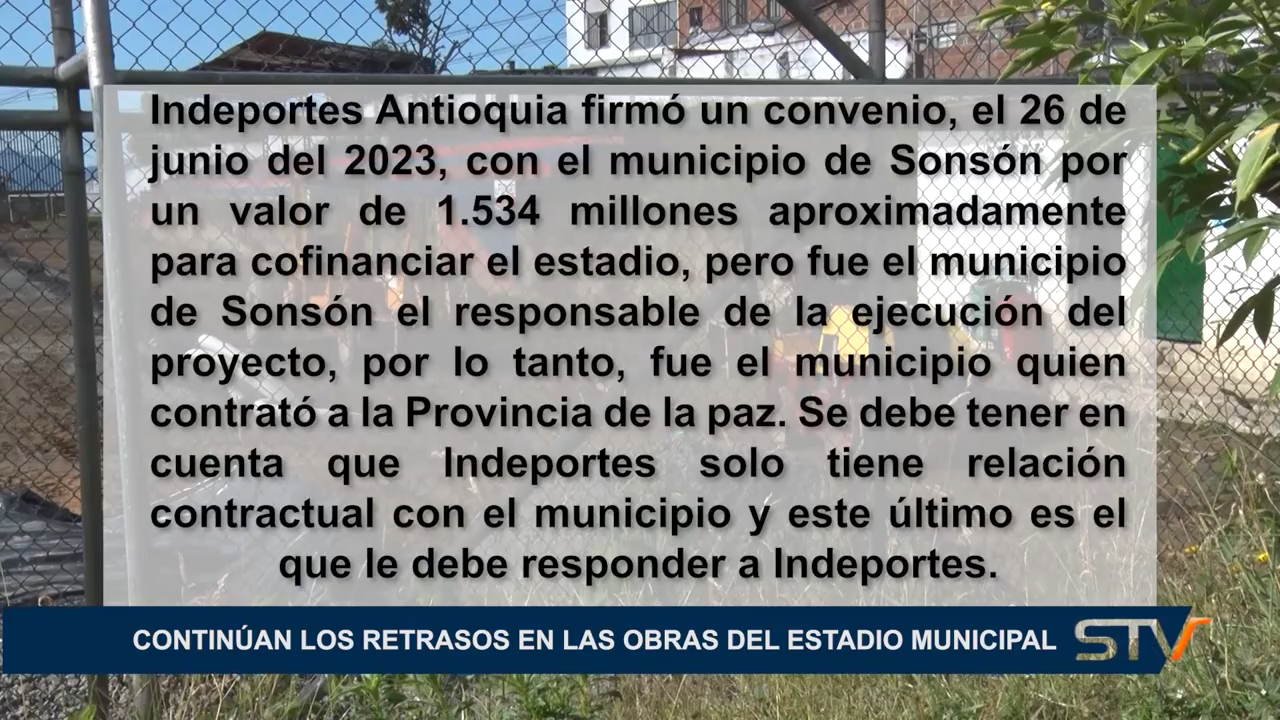 Indeportes Antioquia firmó un convenio, el 26 de
junio del 2023, con el municipio de Sonsón por
un valor de 1.534 millones aproximadamente
para cofinanciar el estadio, pero fue el municipio
de Sonsón el responsable de la ejecución del
proyecto, por lo tanto, fue el municipio quien
contrató a la Provincia de la paz. Se debe tener en
cuenta que Indeportes solo tiene relación
contractual con el municipio y este último es el
que le debe responder a Indeportes.
CONTINÚAN LOS RETRASOS EN LAS OBRAS DEL ESTADIO MUNICIPAL
STV